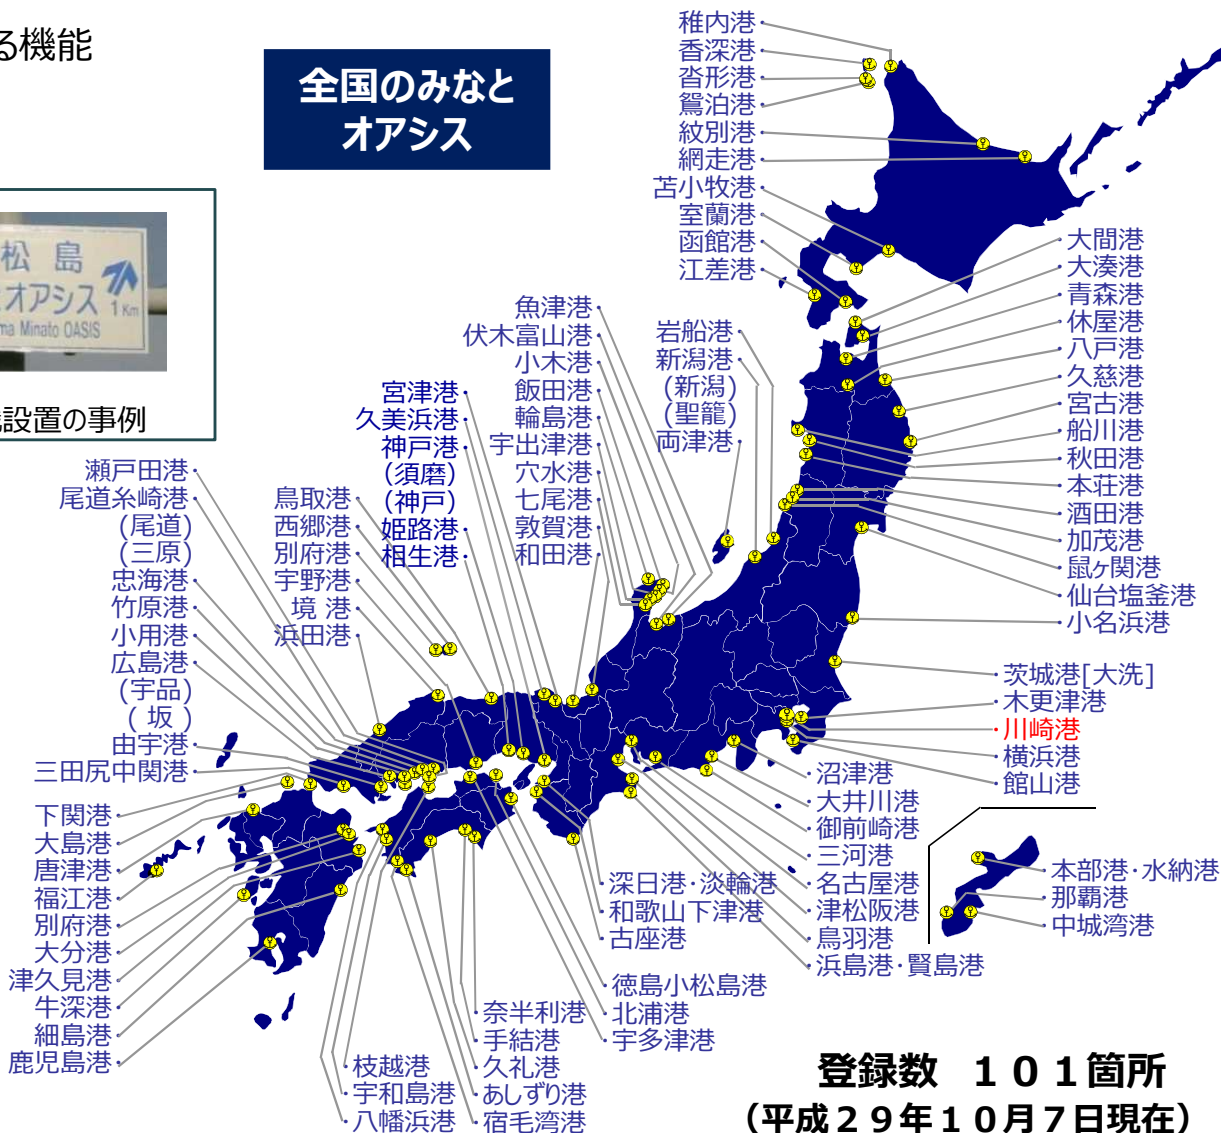 る機能
全国のみなと
オアシス
松島
オアシス 1Km
ma Minato OASIS
設置の事例
稚内港
香深港
沓形港
鴛泊港
紋別港
網走港
苫小牧港
室蘭港
函館港
江差港
大間港
大湊港
青森港
休屋港
八戸港
久慈港
宮古港
船川港
秋田港
本荘港
酒田港
加茂港
鼠ヶ関港
仙台塩釜港
小名浜港
茨城港[大洗]
木更津港
川崎港
横浜港
館山港
岩船港
新潟港
(新潟)
(聖籠)
両津港
魚津港
伏木富山港
小木港
飯田港
輪島港
宇出津港
穴水港
七尾港
敦賀港
和田港
宮津港
久美浜港
神戸港
(須磨)
(神戸)
姫路港
相生港
鳥取港
西郷港
別府港
宇野港
境 港
浜田港
瀬戸田港
尾道糸崎港
(尾道)
(三原)
忠海港
竹原港
小用港
広島港
(宇品)
(坂)
由宇港
三田尻中関港
下関港
大島港
唐津港
福江港
別府港
大分港
津久見港
牛深港
細島港
鹿児島港
枝越港
宇和島港
八幡浜港
奈半利港
手結港
久礼港
あしずり港
宿毛湾港
徳島小松島港
北浦港
宇多津港
深日港・淡輪港
和歌山下津港
古座港
沼津港
大井川港
御前崎港
三河港
名古屋港
津松阪港
鳥羽港
浜島港・賢島港
本部港・水納港
那覇港
中城湾港
登録数 101箇所
(平成29年10月7日現在)